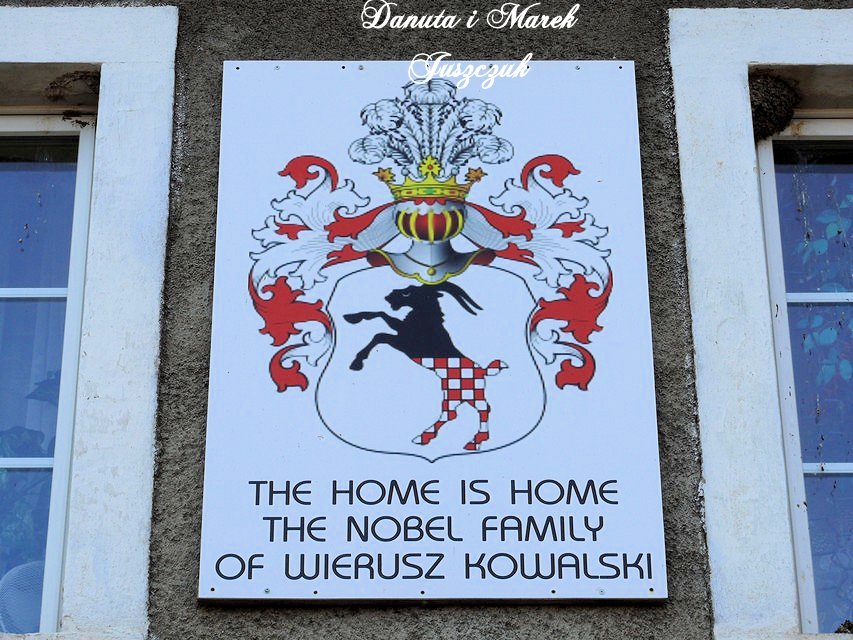 Danuta i Marek
Juszczuk
THE HOME IS HOME
THE NOBEL FAMILY
OF WIERUSZ KOWALSKI